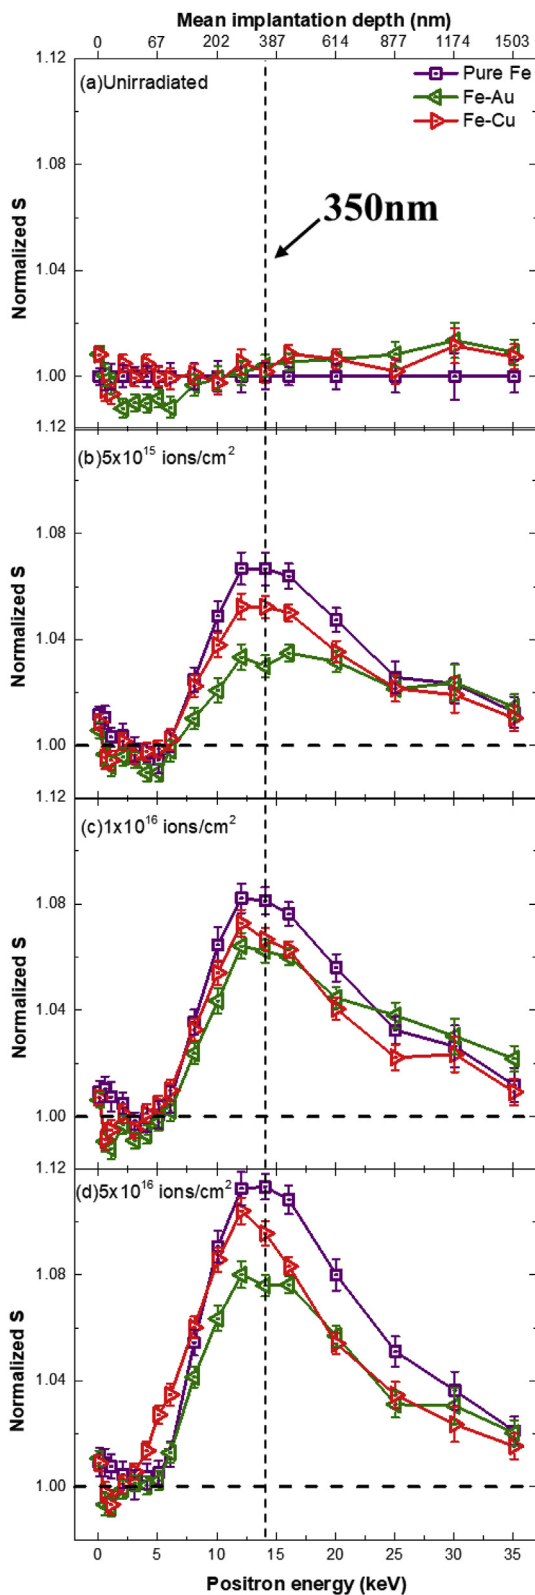 Mean implantation depth (nm)
0 67 202 387 614 877 1174 1503
1.12
(a)Unirradiated
Pure Fe
Fe-Au
Fe-Cu
1.08
350nm
Normalized S
1.04
1.00
1.12
(b)5x10¹⁵ ions/cm²
1.08
Normalized S
1.04
1.00
1.12
(c)1x10¹⁶ ions/cm²
1.08
Normalized S
1.04
1.00
1.12
(d)5x10¹⁶ ions/cm²
1.08
Normalized S
1.04
1.00
0 5 10 15 20 25 30 35
Positron energy (keV)